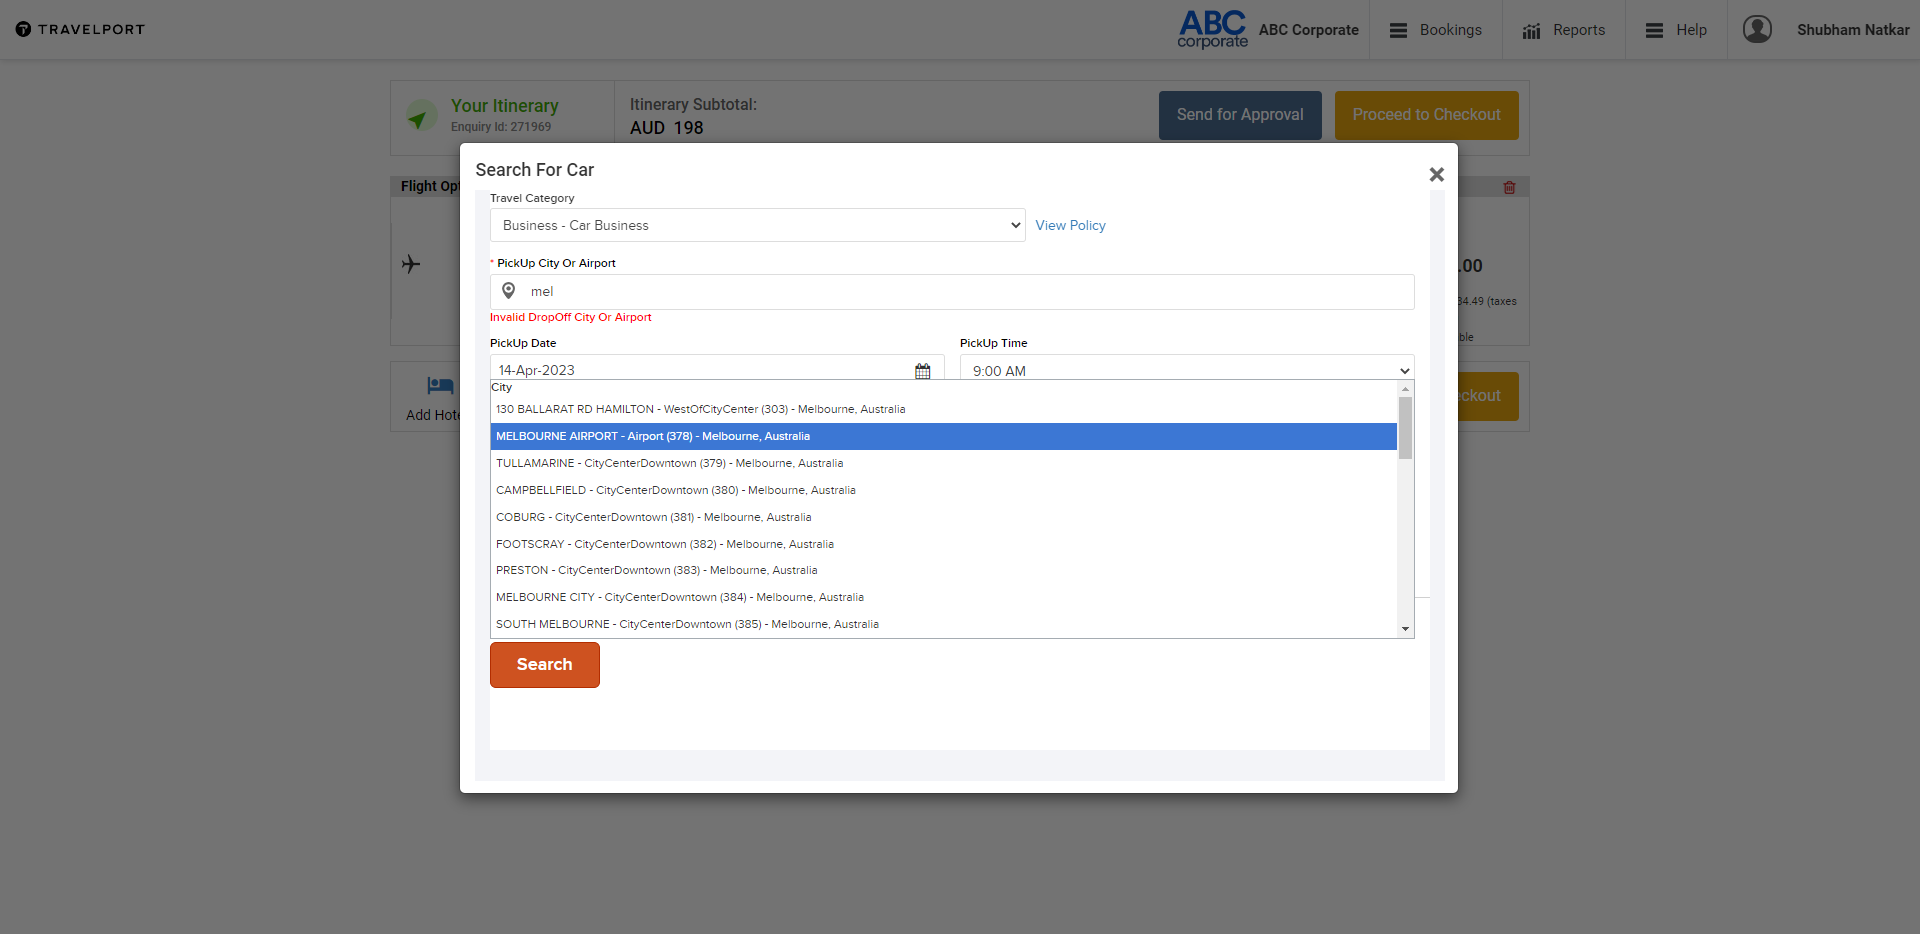 TRAVELPORT
ABC
corporate
ABC Corporate
Bookings
Reports
Help
Shubham Natkar
Your Itinerary
Enquiry Id: 271969
Itinerary Subtotal:
AUD 198
Send for Approval
Proceed to Checkout
Search For Car
Flight Opt
Travel Category
Business - Car Business
View Policy
* PickUp City Or Airport
mel
.00
Invalid DropOff City Or Airport
34.49 (taxes
PickUp Date
PickUp Time
ble
14-Apr-2023
9:00 AM
City
Add Hote
eckout
130 BALLARAT RD HAMILTON - WestOfCityCenter (303) - Melbourne, Australia
MELBOURNE AIRPORT - Airport (378) - Melbourne, Australia
TULLAMARINE - CityCenterDowntown (379) - Melbourne, Australia
CAMPBELLFIELD - CityCenterDowntown (380) - Melbourne, Australia
COBURG - CityCenterDowntown (381) - Melbourne, Australia
FOOTSCRAY - CityCenterDowntown (382) - Melbourne, Australia
PRESTON - CityCenterDowntown (383) - Melbourne, Australia
MELBOURNE CITY - CityCenterDowntown (384) - Melbourne, Australia
SOUTH MELBOURNE - CityCenterDowntown (385) - Melbourne, Australia
Search